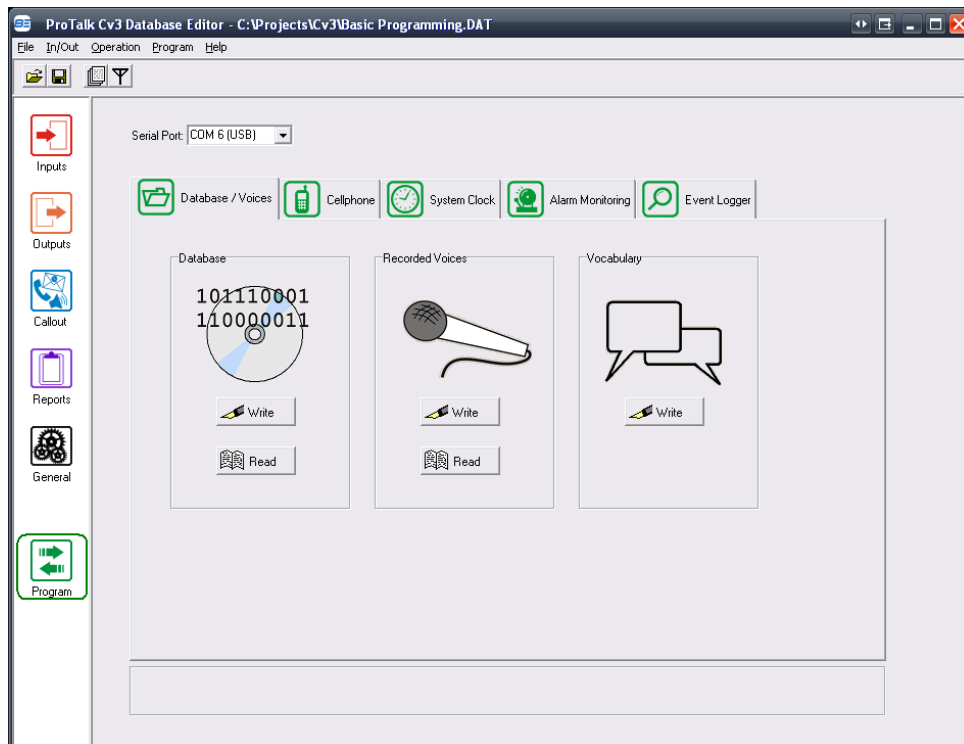 ProTalk Cv3 Database Editor - C:\Projects\Cv3\Basic Programming.DAT
File In/Out Operation Program Help
Inputs
Outputs
Callout
Reports
General
Program
Serial Port: COM 6 (USB)
Database / Voices Cellphone System Clock Alarm Monitoring Event Logger
Database Recorded Voices Vocabulary
101110001
110000011
Write Write Write
Read Read